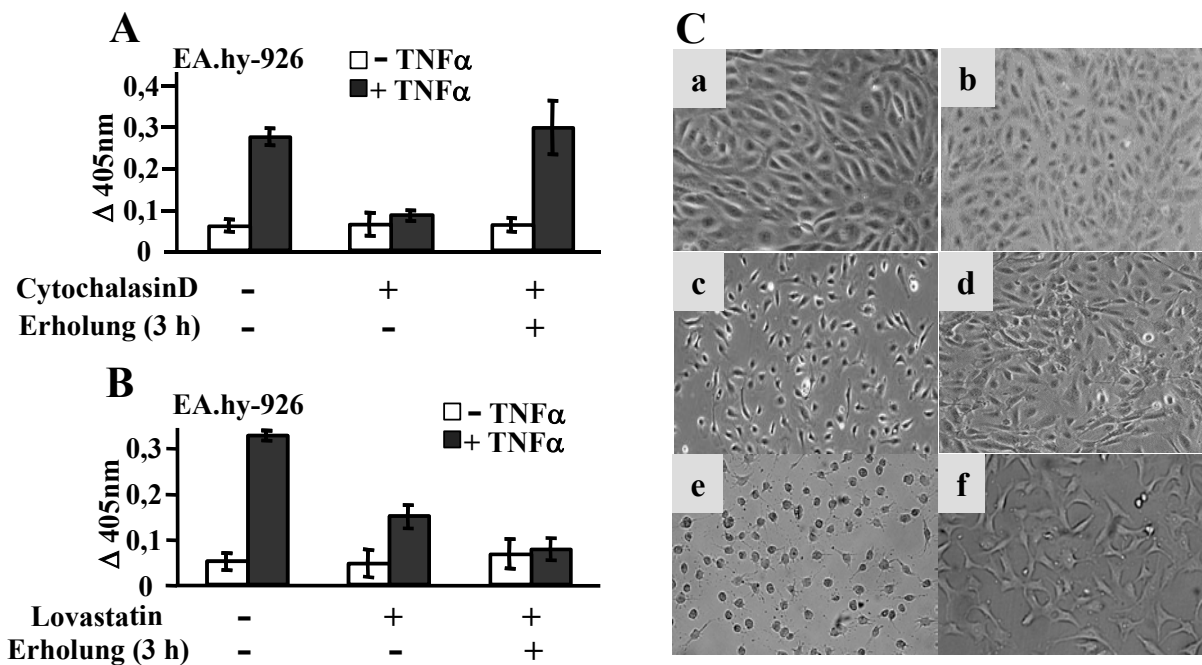 A
EA.hy-926
- TNFα
+ TNFα
Δ 405nm
0,4
0,3
0,2
0,1
0
CytochalasinD - + +
Erholung (3 h) - - +
B
EA.hy-926
- TNFα
+ TNFα
Δ 405nm
0,3
0,2
0,1
0
Lovastatin - + +
Erholung (3 h) - - +
C
a
b
c
d
e
f